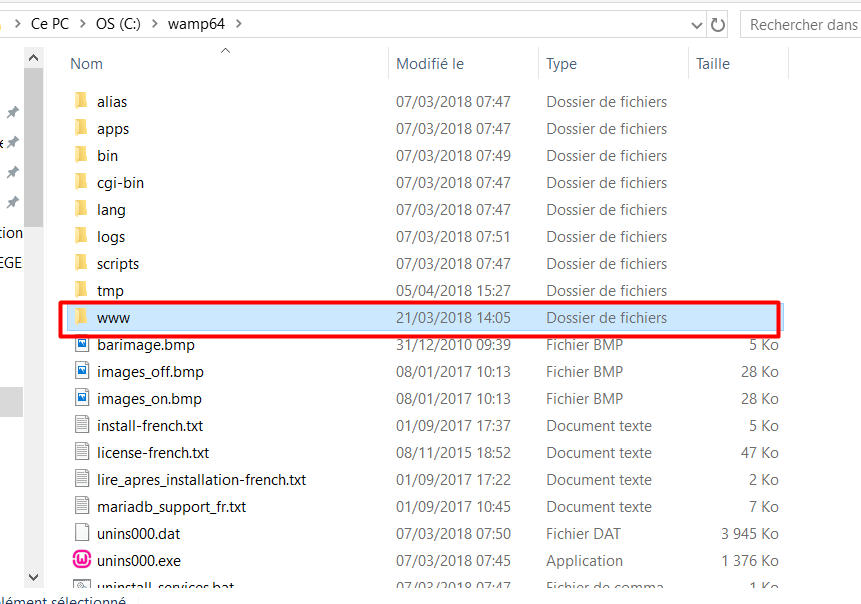 Ce PC > OS (C:) > wamp64 >
Rechercher dans
Nom Modifié le Type Taille
alias 07/03/2018 07:47 Dossier de fichiers
apps 07/03/2018 07:47 Dossier de fichiers
bin 07/03/2018 07:49 Dossier de fichiers
cgi-bin 07/03/2018 07:47 Dossier de fichiers
lang 07/03/2018 07:47 Dossier de fichiers
logs 07/03/2018 07:51 Dossier de fichiers
scripts 07/03/2018 07:47 Dossier de fichiers
tmp 05/04/2018 15:27 Dossier de fichiers
www 21/03/2018 14:05 Dossier de fichiers
barimage.bmp 31/12/2010 09:39 Fichier BMP 5 Ko
images_off.bmp 08/01/2017 10:13 Fichier BMP 28 Ko
images_on.bmp 08/01/2017 10:13 Fichier BMP 28 Ko
install-french.txt 01/09/2017 17:37 Document texte 5 Ko
license-french.txt 08/11/2015 18:52 Document texte 47 Ko
lire_apres_installation-french.txt 01/09/2017 17:22 Document texte 2 Ko
mariadb_support_fr.txt 01/09/2017 10:45 Document texte 7 Ko
unins000.dat 07/03/2018 07:50 Fichier DAT 3 945 Ko
unins000.exe 07/03/2018 07:45 Application 1 376 Ko
uninstall_services.bat 07/03/2018 07:47 Fichier de comma 1 Ko
tion
EGE
élément sélectionné